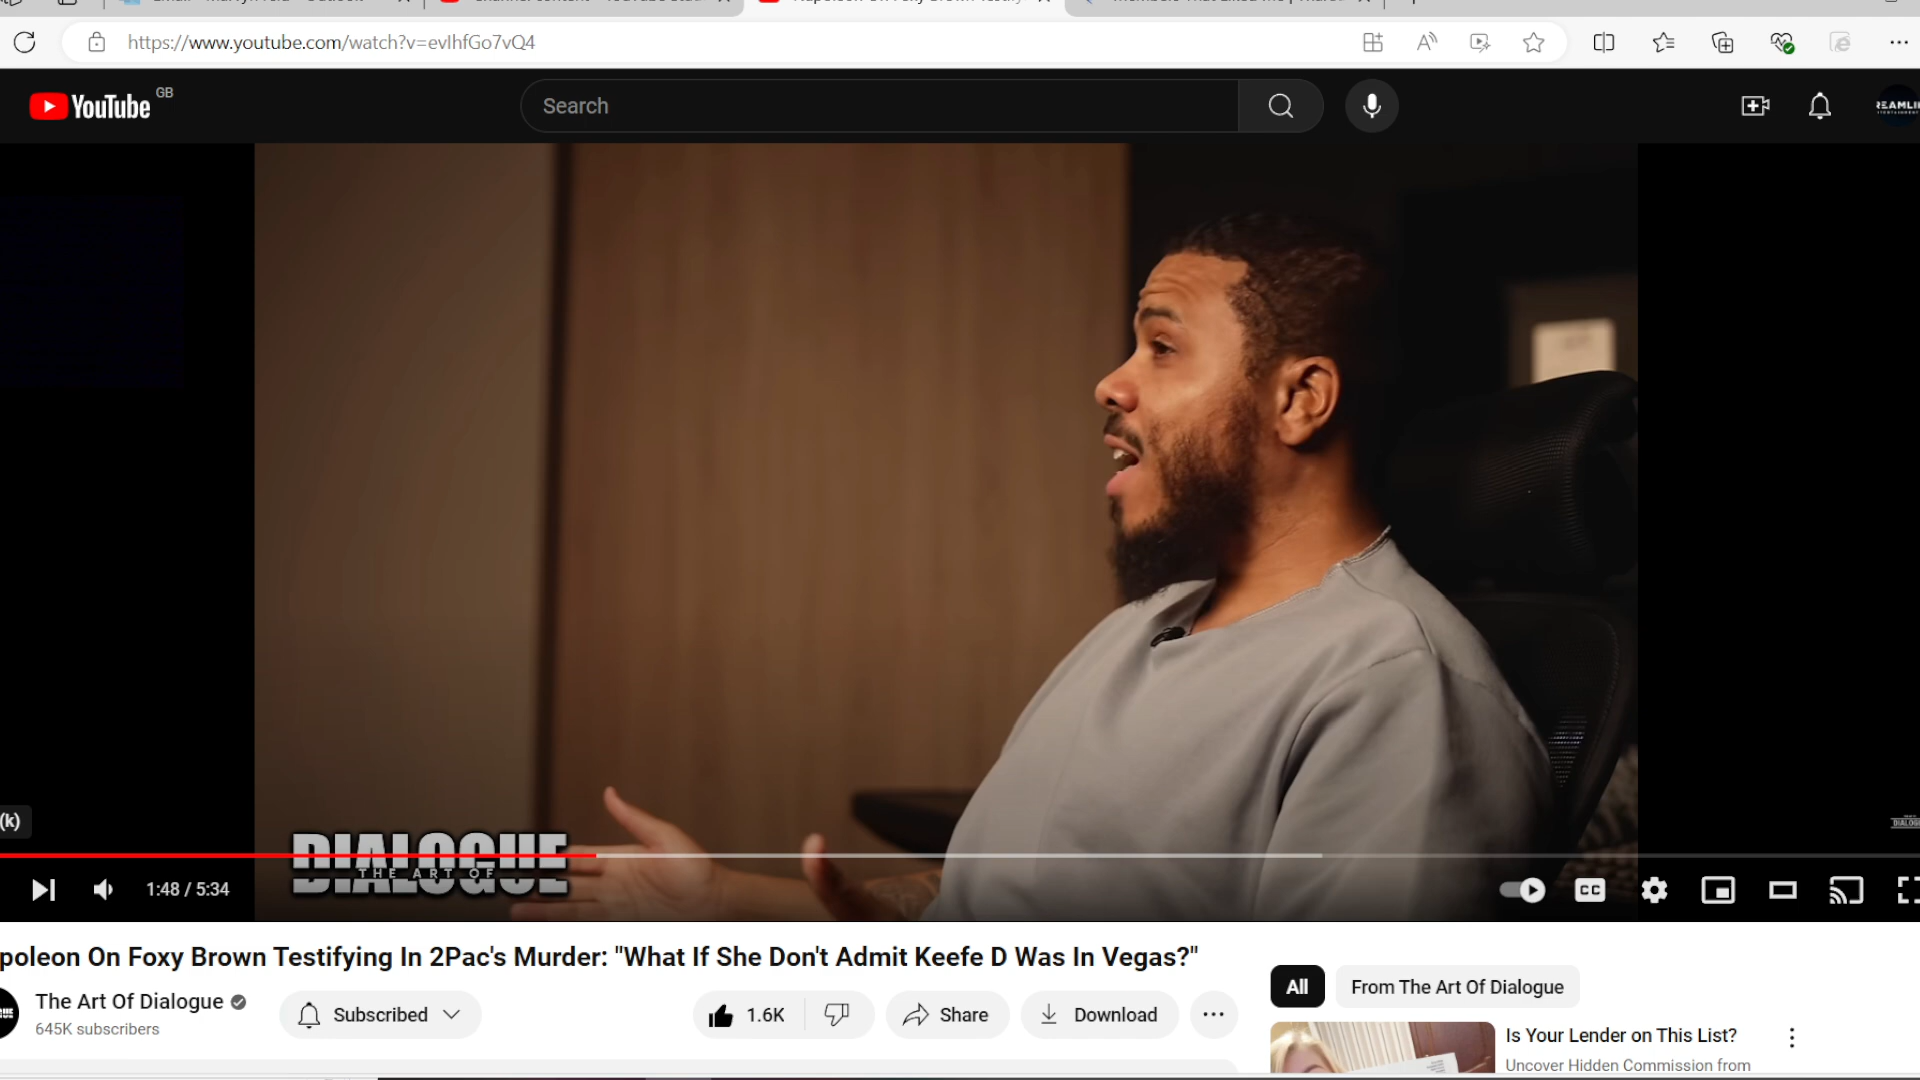 https://www.youtube.com/watch?v=evIhfGo7vQ4
YouTube GB
Search
(k)
DIALOGUE
THE ART OF
1:48 / 5:34
CC
poleon On Foxy Brown Testifying In 2Pac's Murder: "What If She Don't Admit Keefe D Was In Vegas?"
The Art Of Dialogue
645K subscribers
Subscribed
1.6K
Share
Download
All
From The Art Of Dialogue
Is Your Lender on This List?
Uncover Hidden Commission from